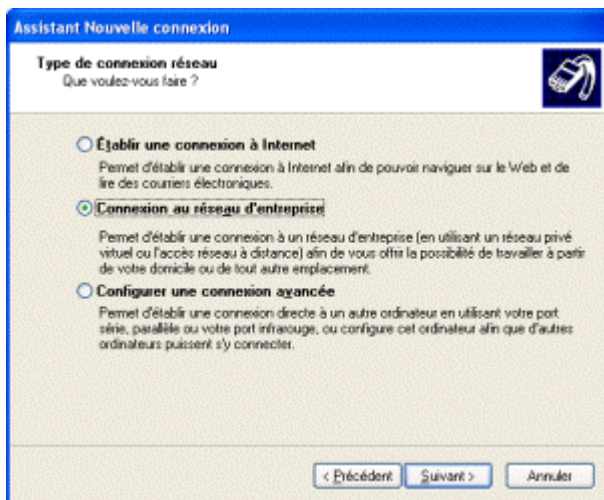 Assistant Nouvelle connexion
Type de connexion réseau
Que voulez-vous faire ?
Établir une connexion à Internet
Permet d'établir une connexion à Internet afin de pouvoir naviguer sur le Web et de
lire des courriers électroniques.
Connexion au réseau d'entreprise
Permet d'établir une connexion à un réseau d'entreprise (en utilisant un réseau privé
virtuel ou l'accès réseau à distance) afin de vous offrir la possibilité de travailler à partir
de votre domicile ou de tout autre emplacement.
Configurer une connexion avancée
Permet d'établir une connexion directe à un autre ordinateur en utilisant votre port
série, parallèle ou votre port infrarouge, ou configure cet ordinateur afin que d'autres
ordinateurs puissent s'y connecter.
< Précédent Suivant > Annuler